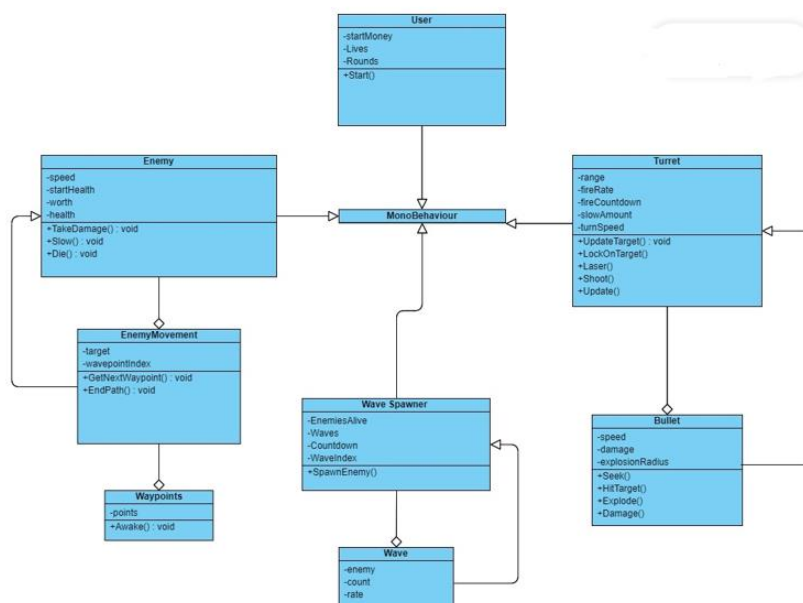 User
-startMoney
-Lives
-Rounds
+Start()
Enemy
-speed
-startHealth
-worth
-health
+TakeDamage() : void
+Slow() : void
+Die() : void
MonoBehaviour
Turret
-range
-fireRate
-fireCountdown
-slowAmount
-turnSpeed
+UpdateTarget() : void
+LockOnTarget()
+Laser()
+Shoot()
+Update()
EnemyMovement
-target
-wavepointIndex
+GetNextWaypoint() : void
+EndPath() : void
Wave Spawner
-EnemiesAlive
-Waves
-Countdown
-WaveIndex
+SpawnEnemy()
Bullet
-speed
-damage
-explosionRadius
+Seek()
+HitTarget()
+Explode()
+Damage()
Waypoints
-points
+Awake() : void
Wave
-enemy
-count
-rate